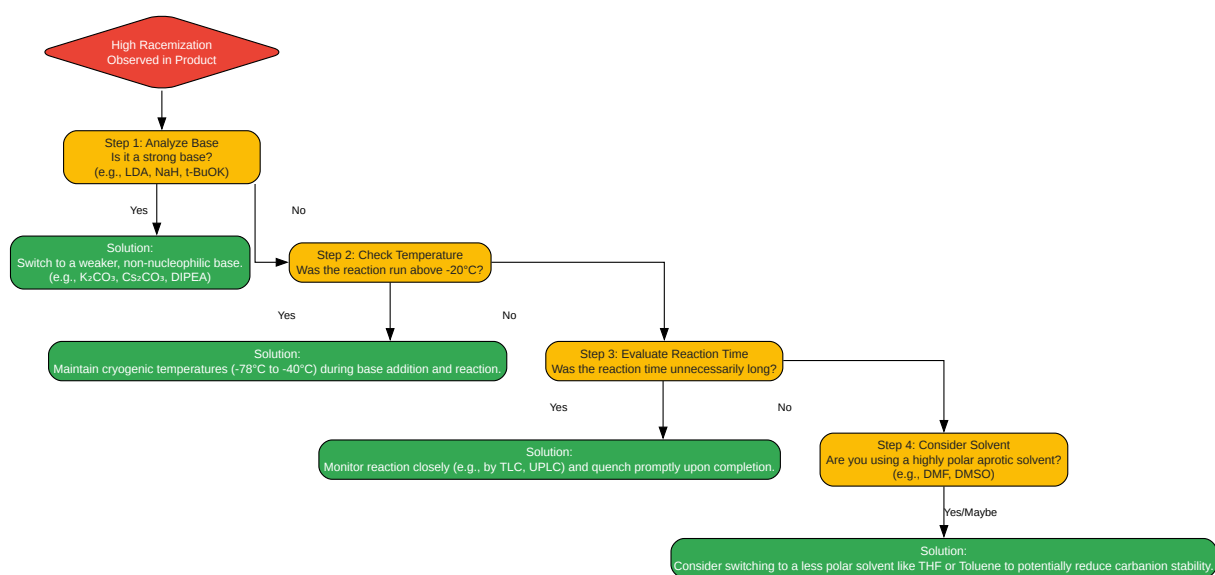 High Racemization
Observed in Product
Step 1: Analyze Base
Is it a strong base?
(e.g., LDA, NaH, t-BuOK)
Yes
No
Solution:
Switch to a weaker, non-nucleophilic base.
(e.g., K₂CO₃, Cs₂CO₃, DIPEA)
Step 2: Check Temperature
Was the reaction run above -20°C?
Yes
No
Solution:
Maintain cryogenic temperatures (-78°C to -40°C) during base addition and reaction.
Step 3: Evaluate Reaction Time
Was the reaction time unnecessarily long?
Yes
No
Solution:
Monitor reaction closely (e.g., by TLC, UPLC) and quench promptly upon completion.
Step 4: Consider Solvent
Are you using a highly polar aprotic solvent?
(e.g., DMF, DMSO)
Yes/Maybe
Solution:
Consider switching to a less polar solvent like THF or Toluene to potentially reduce carbanion stability.